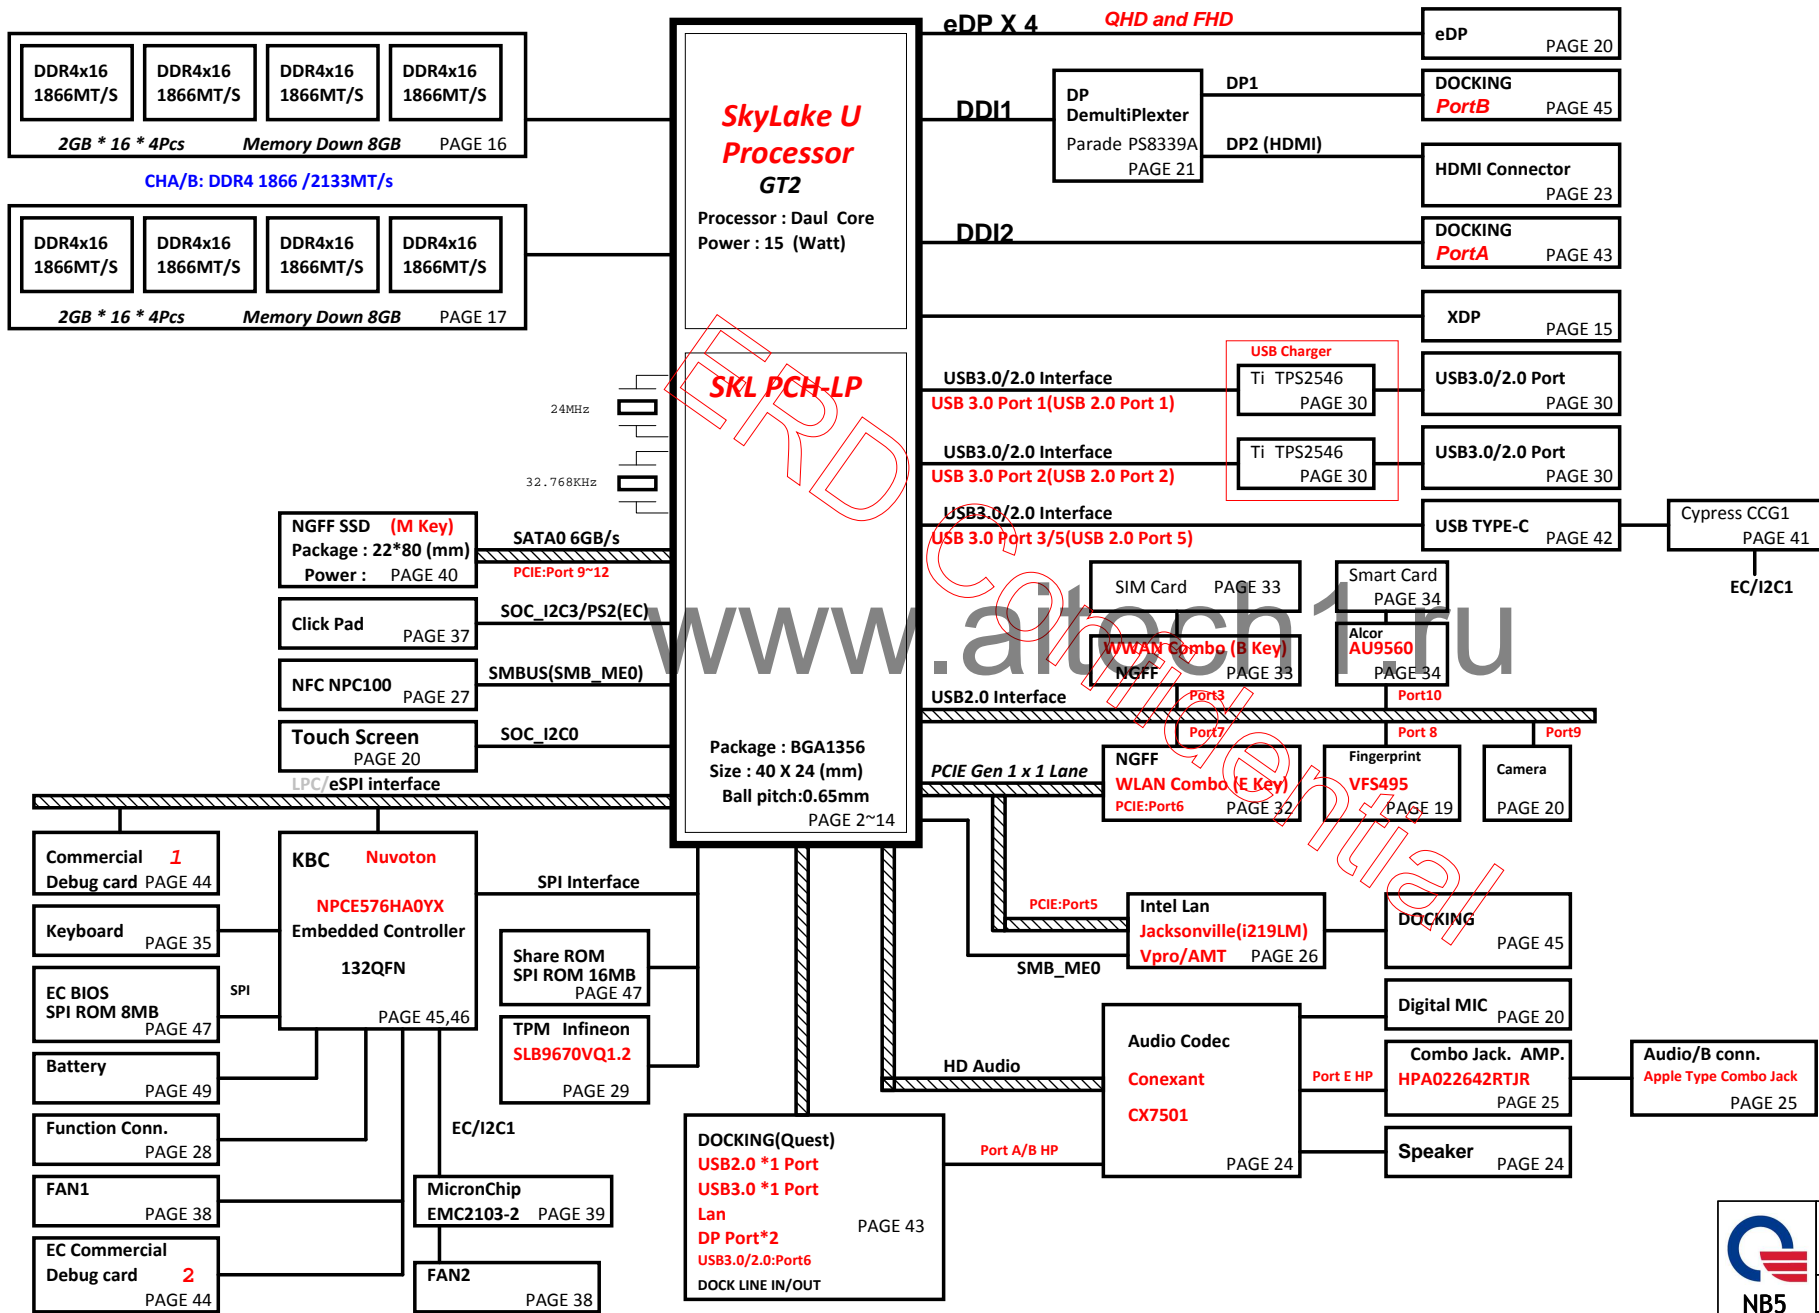 eDP X 4
QHD and FHD
eDP
PAGE 20
DDR4x16
1866MT/S
DDR4x16
1866MT/S
DDR4x16
1866MT/S
DDR4x16
1866MT/S
2GB * 16 * 4Pcs
Memory Down 8GB
PAGE 16
CHA/B: DDR4 1866 /2133MT/s
DDR4x16
1866MT/S
DDR4x16
1866MT/S
DDR4x16
1866MT/S
DDR4x16
1866MT/S
2GB * 16 * 4Pcs
Memory Down 8GB
PAGE 17
SkyLake U
Processor
GT2
Processor : Daul Core
Power : 15 (Watt)
DDI1
DP
DemultiPlexter
Parade PS8339A
PAGE 21
DP1
DOCKING
PortB
PAGE 45
DP2 (HDMI)
HDMI Connector
PAGE 23
DDI2
DOCKING
PortA
PAGE 43
XDP
PAGE 15
SKL PCH-LP
24MHz
32.768KHz
USB Charger
USB3.0/2.0 Interface
USB 3.0 Port 1(USB 2.0 Port 1)
Ti TPS2546
PAGE 30
USB3.0/2.0 Port
PAGE 30
USB3.0/2.0 Interface
USB 3.0 Port 2(USB 2.0 Port 2)
Ti TPS2546
PAGE 30
USB3.0/2.0 Port
PAGE 30
USB3.0/2.0 Interface
USB 3.0 Port 3/5(USB 2.0 Port 5)
USB TYPE-C
PAGE 42
Cypress CCG1
PAGE 41
EC/I2C1
NGFF SSD (M Key)
Package : 22*80 (mm)
Power : PAGE 40
SATA0 6GB/s
PCIE:Port 9~12
Click Pad
PAGE 37
SOC_I2C3/PS2(EC)
NFC NPC100
PAGE 27
SMBUS(SMB_ME0)
Touch Screen
PAGE 20
SOC_I2C0
LPC/eSPI interface
SIM Card PAGE 33
Smart Card
PAGE 34
WWAN Combo (B Key)
NGFF PAGE 33
Alcor
AU9560
PAGE 34
USB2.0 Interface
Port3
Port10
Port7
Port 8
Port9
Package : BGA1356
Size : 40 X 24 (mm)
Ball pitch:0.65mm
PAGE 2~14
PCIE Gen 1 x 1 Lane
NGFF
WLAN Combo (E Key)
PCIE:Port6
PAGE 32
Fingerprint
VFS495
PAGE 19
Camera
PAGE 20
Commercial 1
Debug card PAGE 44
Keyboard
PAGE 35
EC BIOS
SPI ROM 8MB
PAGE 47
SPI
Battery
PAGE 49
Function Conn.
PAGE 28
FAN1
PAGE 38
EC Commercial
Debug card 2
PAGE 44
KBC Nuvoton
NPCE576HA0YX
Embedded Controller
132QFN
PAGE 45,46
SPI Interface
Share ROM
SPI ROM 16MB
PAGE 47
TPM Infineon
SLB9670VQ1.2
PAGE 29
EC/I2C1
MicronChip
EMC2103-2 PAGE 39
FAN2
PAGE 38
PCIE:Port5
Intel Lan
Jacksonville(i219LM)
Vpro/AMT PAGE 26
SMB_ME0
DOCKING
PAGE 45
HD Audio
Audio Codec
Conexant
CX7501
PAGE 24
Digital MIC
PAGE 20
Port E HP
Combo Jack. AMP.
HPA022642RTJR
PAGE 25
Audio/B conn.
Apple Type Combo Jack
PAGE 25
Speaker
PAGE 24
Port A/B HP
DOCKING(Quest)
USB2.0 *1 Port
USB3.0 *1 Port
Lan
DP Port*2
USB3.0/2.0:Port6
DOCK LINE IN/OUT
PAGE 43
NB5
ERD Confidential
www.aitech1.ru